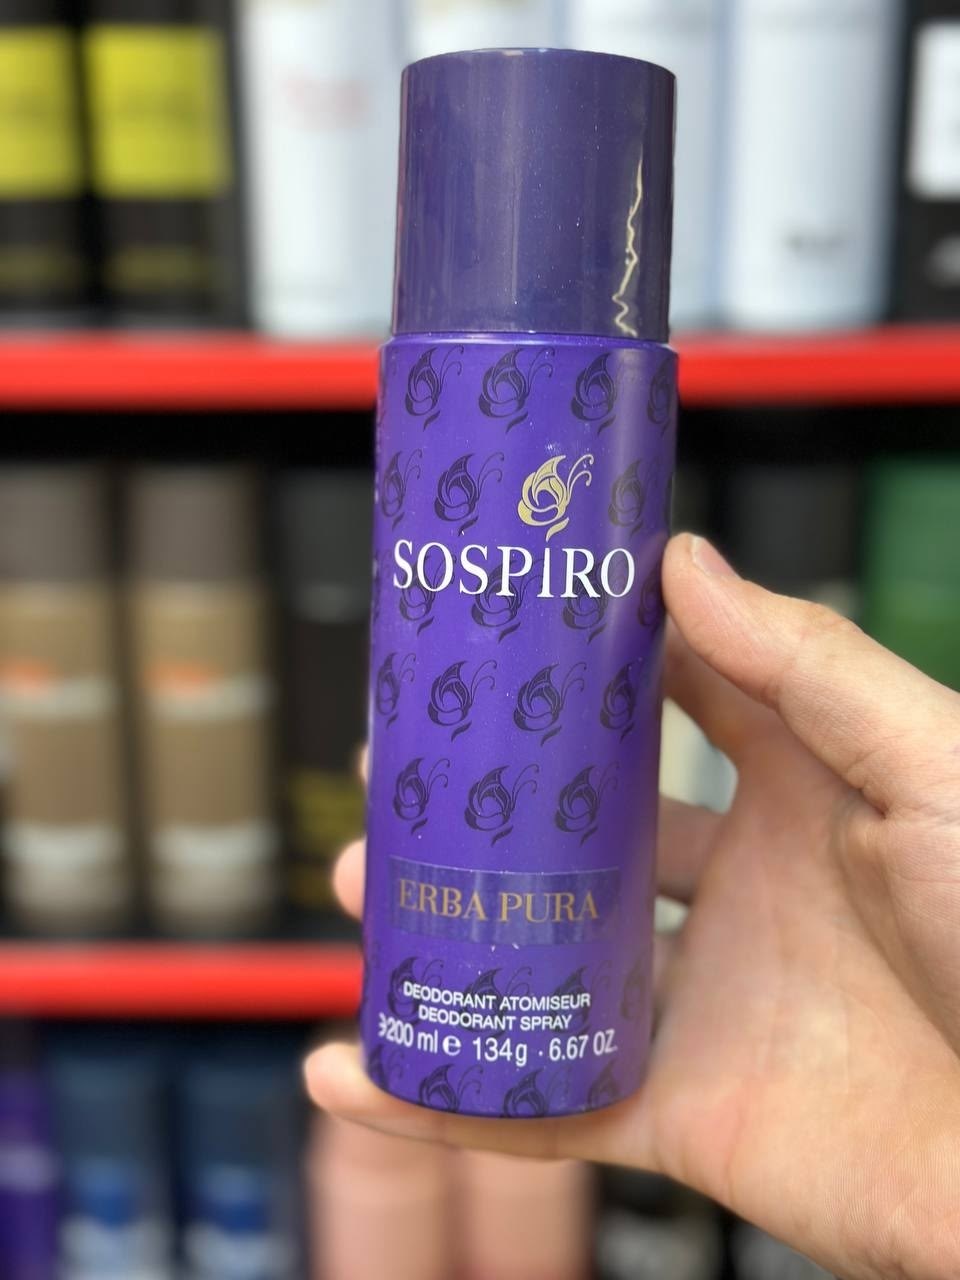 SOSPIRO
ERBA PURA
DEODORANT ATOMISEUR
DEODORANT SPRAY
200 ml e 134g · 6.67 OZ.